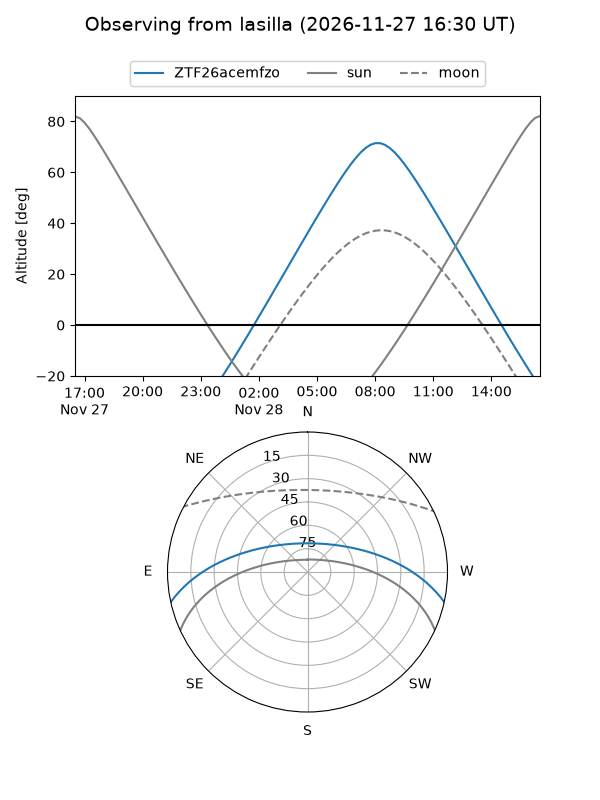 Observing from lasilla (2026-11-27 16:30 UT)
ZTF26acemfzo sun moon
Altitude [deg]
80
60
40
20
0
−20
17:00 20:00 23:00 02:00 05:00 08:00 11:00 14:00
Nov 27 Nov 28
N
NE NW
15
30
45
60
75
E W
SE SW
S